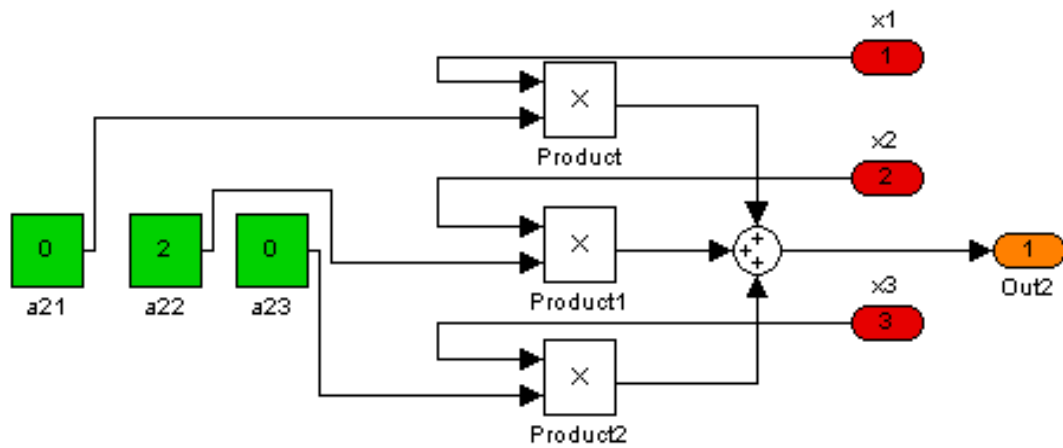 x1
1
×
Product
x2
2
0
2
0
×
+
+
+
1
a21
a22
a23
Product1
Out2
x3
3
×
Product2